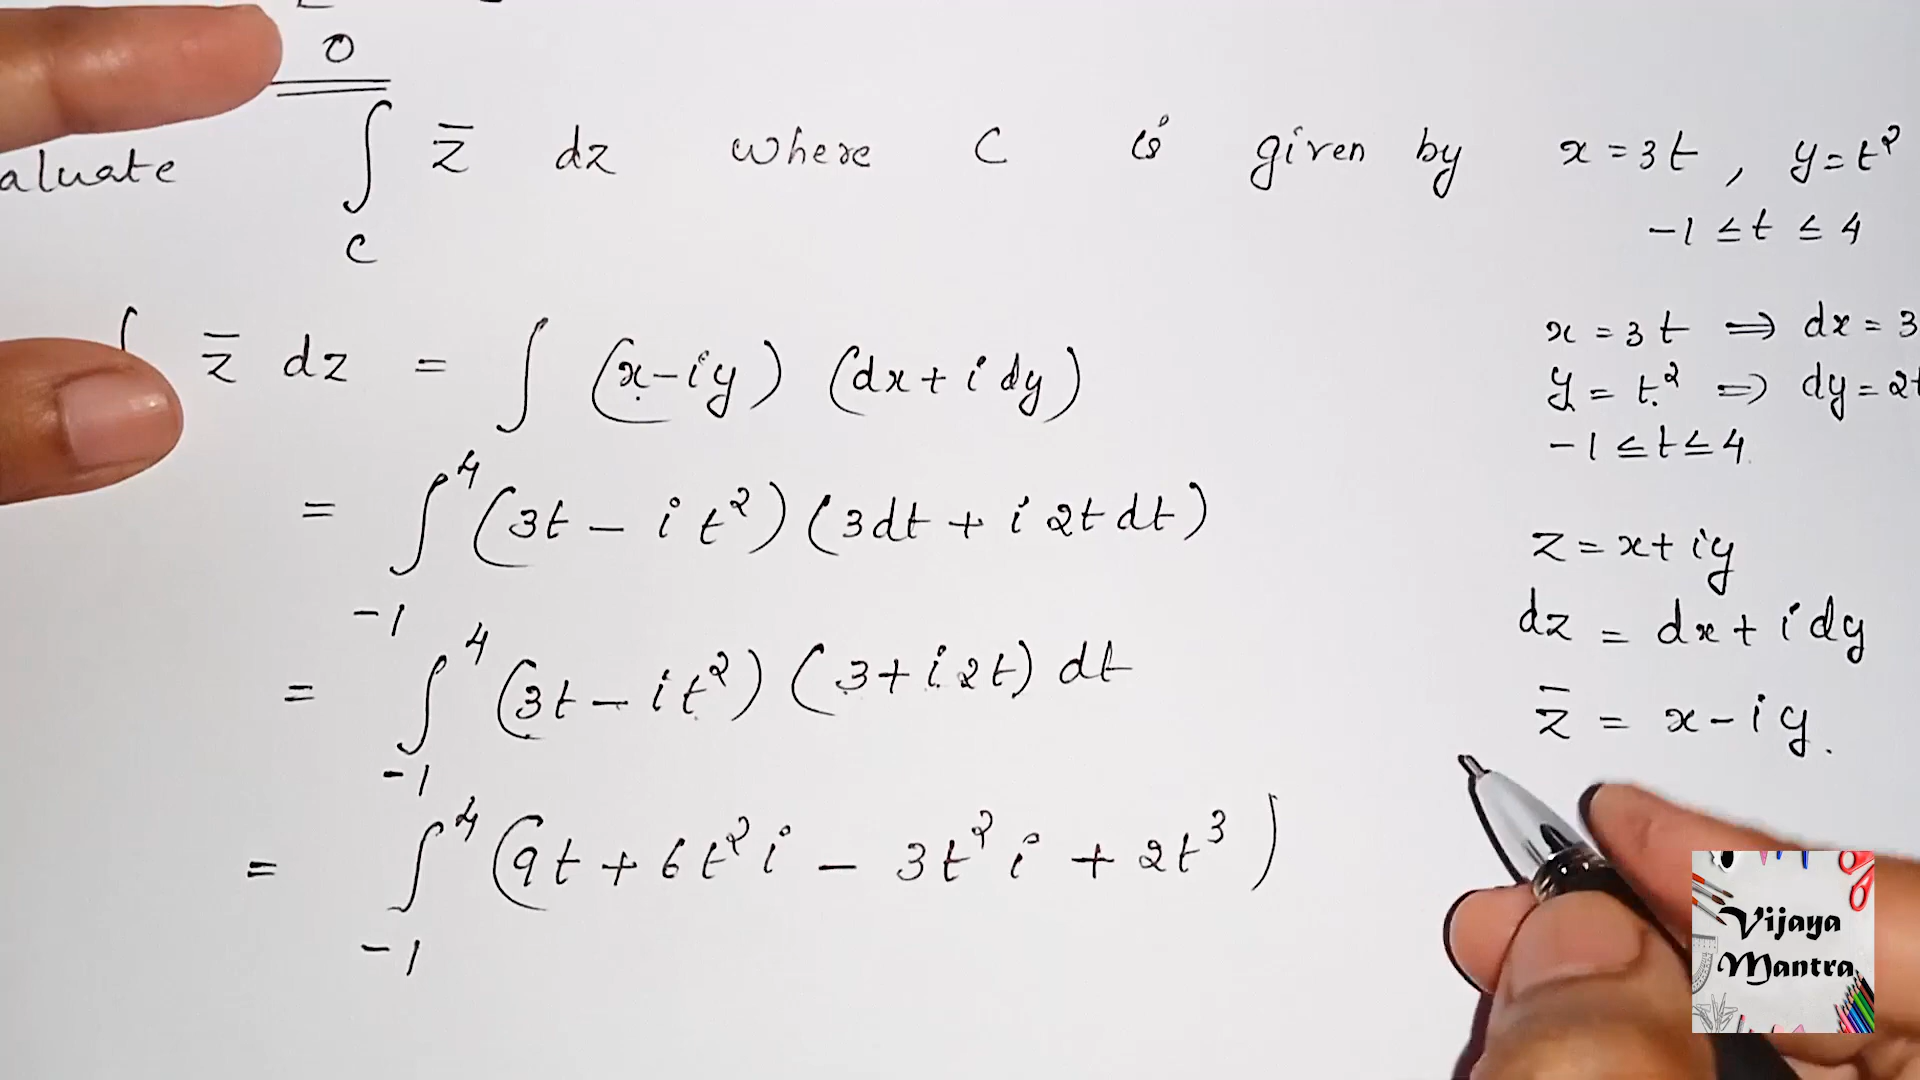 0
aluate ∫_C z̄ dz where C is given by x = 3t , y = t²
-1 ≤ t ≤ 4
x = 3t ⟹ dx = 3
y = t² ⟹ dy = 2t
-1 ≤ t ≤ 4
∫ z̄ dz = ∫ (x - iy) (dx + i dy)
= ∫_{-1}^{4} (3t - i t²) (3dt + i 2t dt)
= ∫_{-1}^{4} (3t - i t²) (3 + i 2t) dt
= ∫_{-1}^{4} (9t + 6t² i - 3t² i + 2t³)
z = x + iy
dz = dx + i dy
z̄ = x - iy.
Vijaya
Mantra